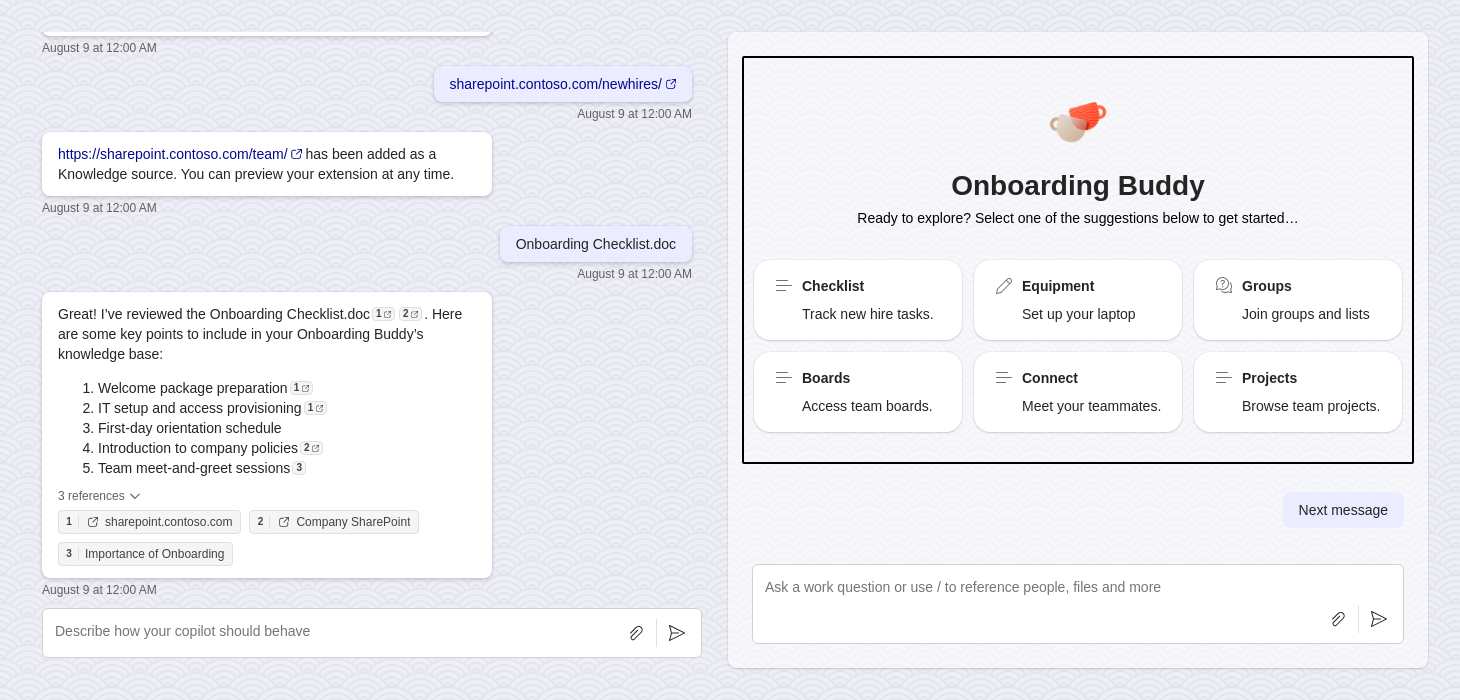 August 9 at 12:00 AM
sharepoint.contoso.com/newhires/
August 9 at 12:00 AM
https://sharepoint.contoso.com/team/ has been added as a
Knowledge source. You can preview your extension at any time.
August 9 at 12:00 AM
Onboarding Checklist.doc
August 9 at 12:00 AM
Great! I’ve reviewed the Onboarding Checklist.doc 1 2 . Here
are some key points to include in your Onboarding Buddy’s
knowledge base:
1. Welcome package preparation 1
2. IT setup and access provisioning 1
3. First-day orientation schedule
4. Introduction to company policies 2
5. Team meet-and-greet sessions 3
3 references
1 sharepoint.contoso.com 2 Company SharePoint
3 Importance of Onboarding
August 9 at 12:00 AM
Describe how your copilot should behave
Onboarding Buddy
Ready to explore? Select one of the suggestions below to get started…
Checklist
Track new hire tasks.
Equipment
Set up your laptop
Groups
Join groups and lists
Boards
Access team boards.
Connect
Meet your teammates.
Projects
Browse team projects.
Next message
Ask a work question or use / to reference people, files and more